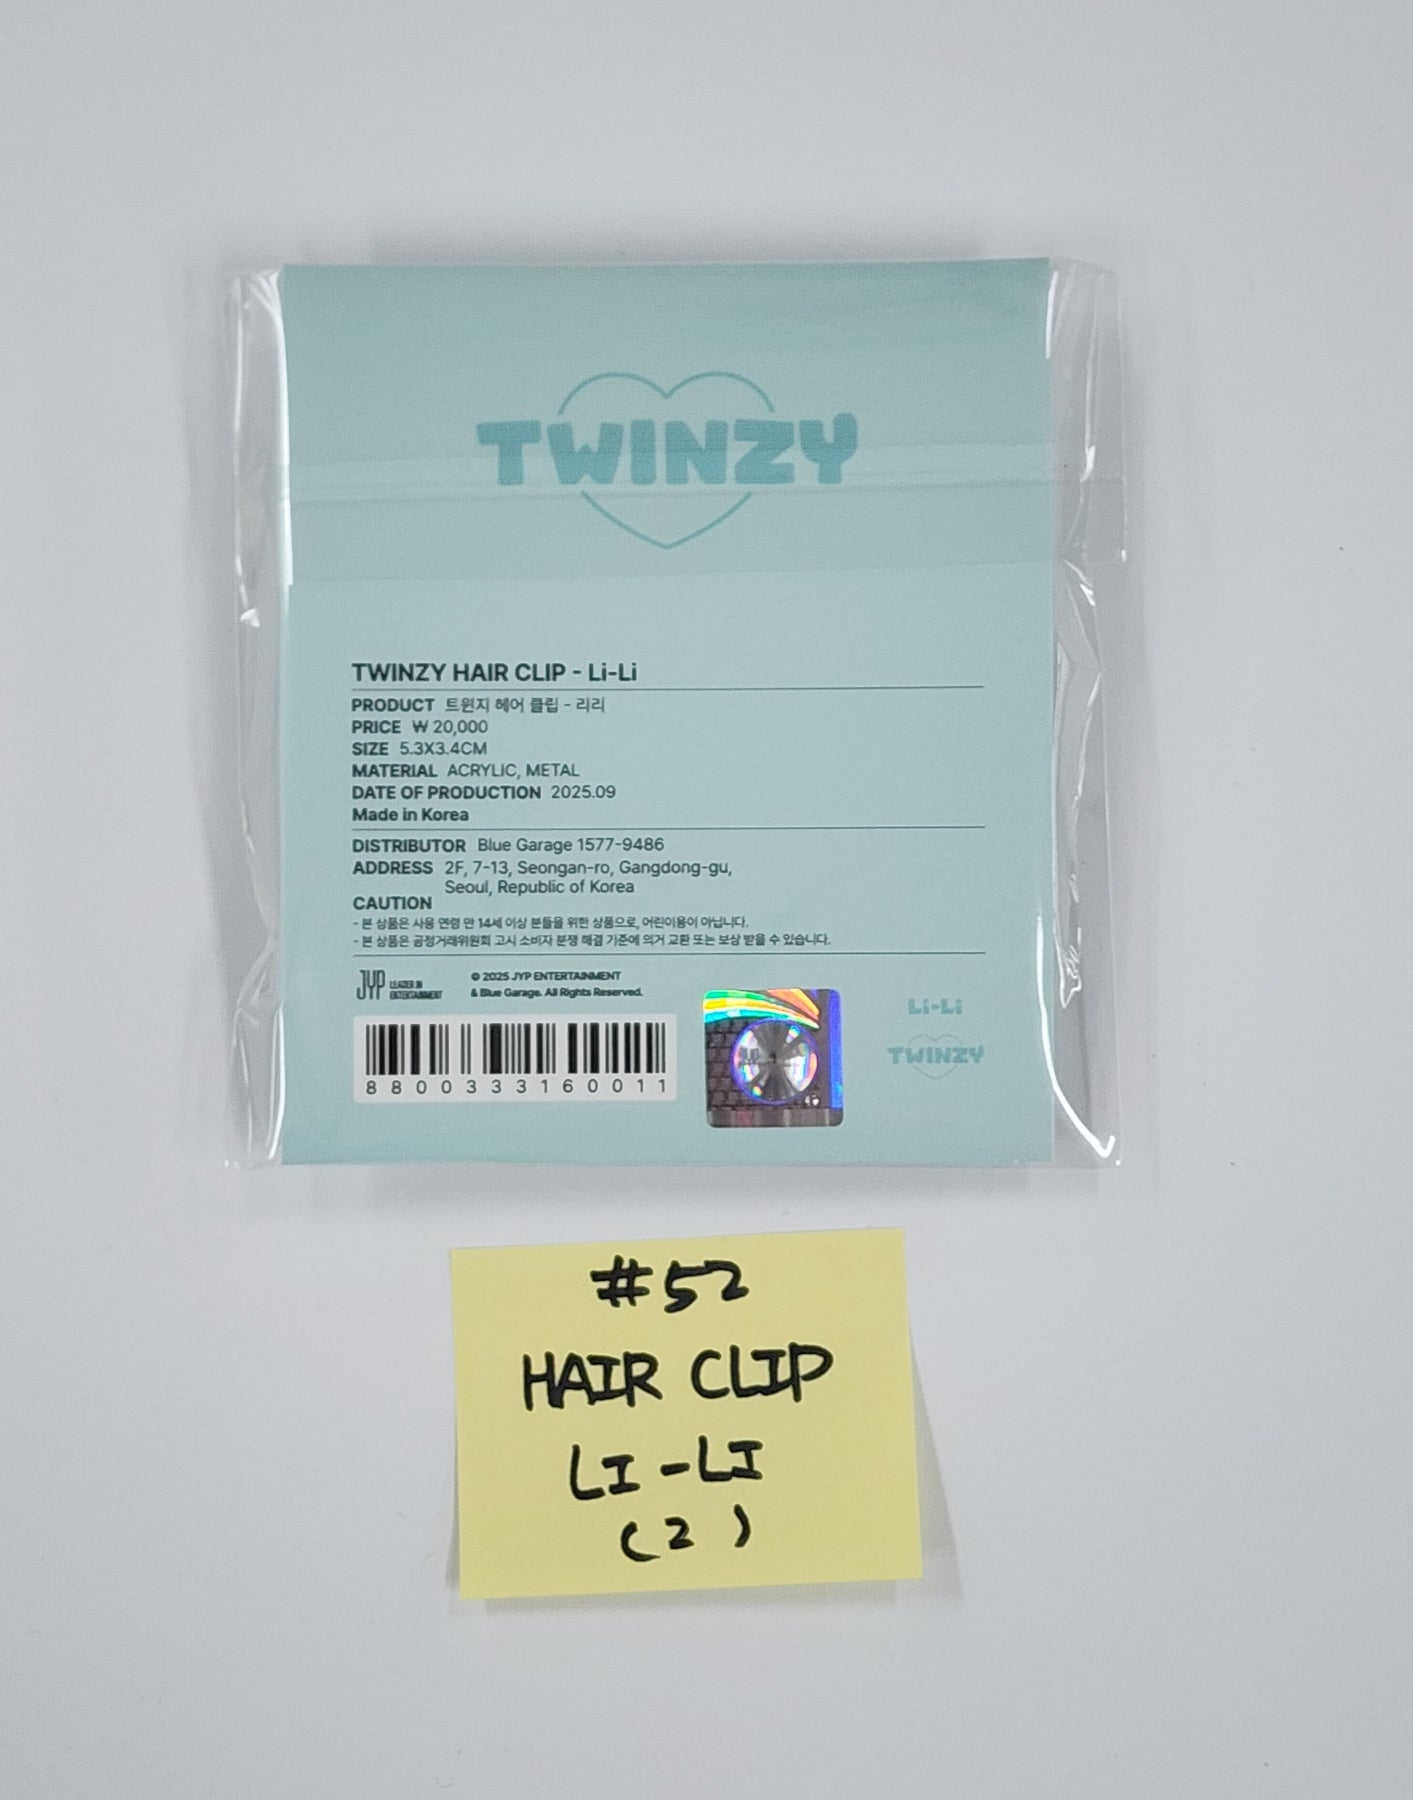 TWINZY
TWINZY HAIR CLIP - Li-Li
PRODUCT 트윈지 헤어 클립 - 리리
PRICE ₩ 20,000
SIZE 5.3X3.4CM
MATERIAL ACRYLIC, METAL
DATE OF PRODUCTION 2025.09
Made in Korea
DISTRIBUTOR Blue Garage 1577-9486
ADDRESS 2F, 7-13, Seongan-ro, Gangdong-gu,
Seoul, Republic of Korea
CAUTION
- 본 상품은 사용 연령 만 14세 이상 분들을 위한 상품으로, 어린이용이 아닙니다.
- 본 상품은 공정거래위원회 고시 소비자 분쟁 해결 기준에 의거 교환 또는 보상 받을 수 있습니다.
JYP LEADER IN
ENTERTAINMENT
© 2025 JYP ENTERTAINMENT
& Blue Garage. All Rights Reserved.
8800333160011
Li-Li
TWINZY
#52
HAIR CLIP
LI-LI
(2)